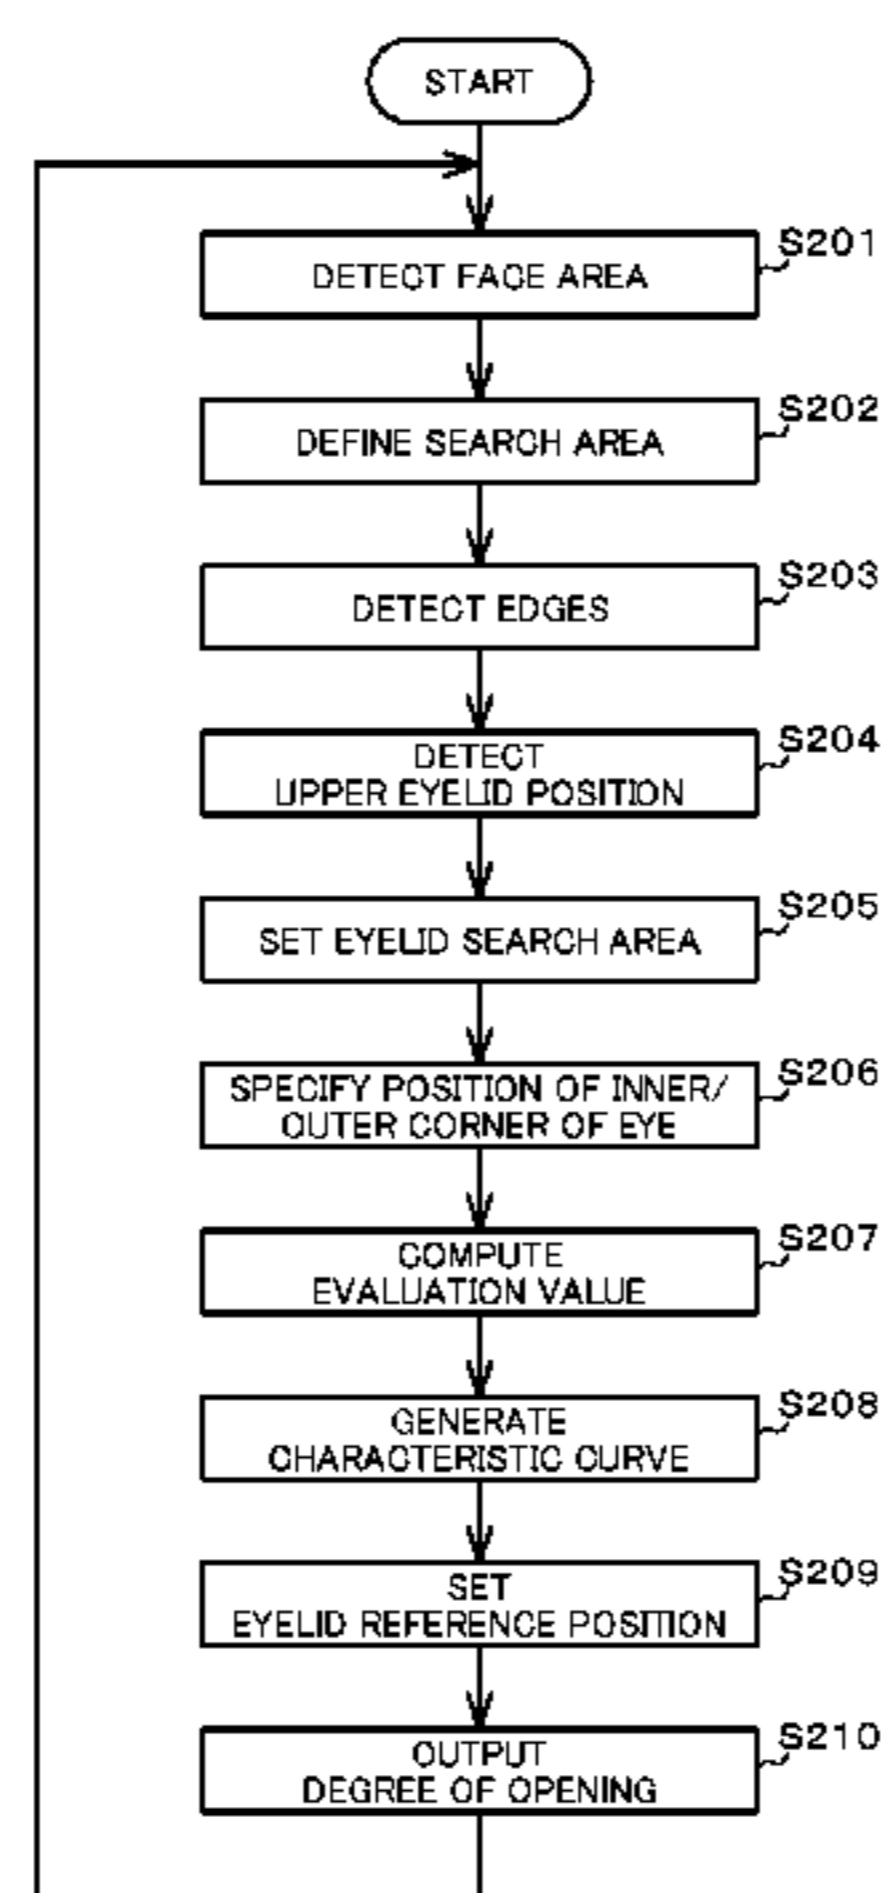 START
S201
DETECT FACE AREA
S202
DEFINE SEARCH AREA
S203
DETECT EDGES
S204
DETECT
UPPER EYELID POSITION
S205
SET EYELID SEARCH AREA
S206
SPECIFY POSITION OF INNER/
OUTER CORNER OF EYE
S207
COMPUTE
EVALUATION VALUE
S208
GENERATE
CHARACTERISTIC CURVE
S209
SET
EYELID REFERENCE POSITION
S210
OUTPUT
DEGREE OF OPENING